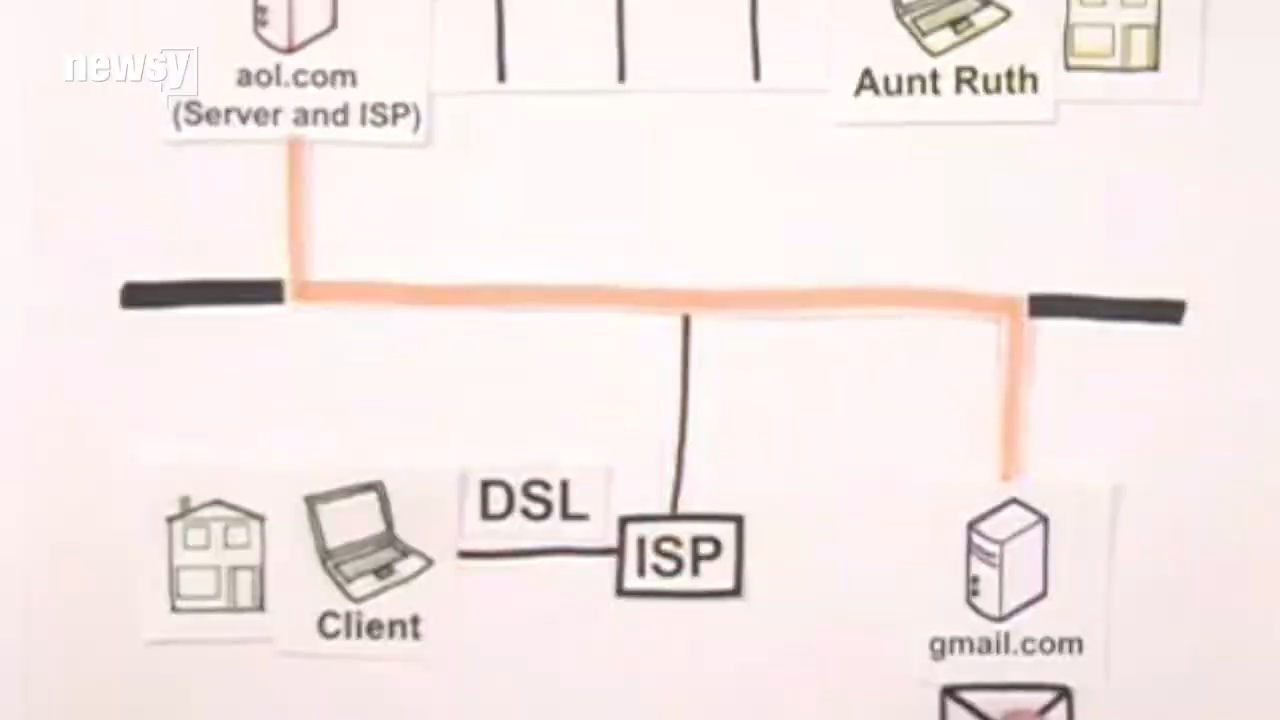 newsy
aol.com
(Server and ISP)
Aunt Ruth
DSL
ISP
Client
gmail.com